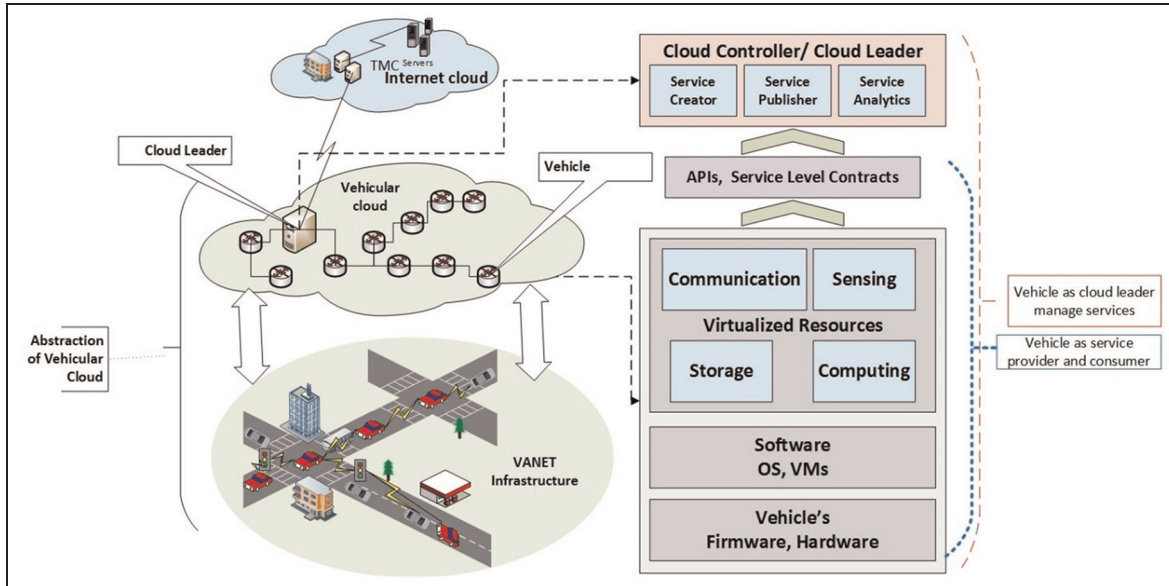 TMC Servers
Internet cloud
Cloud Leader
Vehicle
Vehicular
cloud
Abstraction
of Vehicular
Cloud
VANET
Infrastructure
Cloud Controller/ Cloud Leader
Service
Creator
Service
Publisher
Service
Analytics
APIs, Service Level Contracts
Communication
Sensing
Virtualized Resources
Storage
Computing
Software
OS, VMs
Vehicle's
Firmware, Hardware
Vehicle as cloud leader
manage services
Vehicle as service
provider and consumer